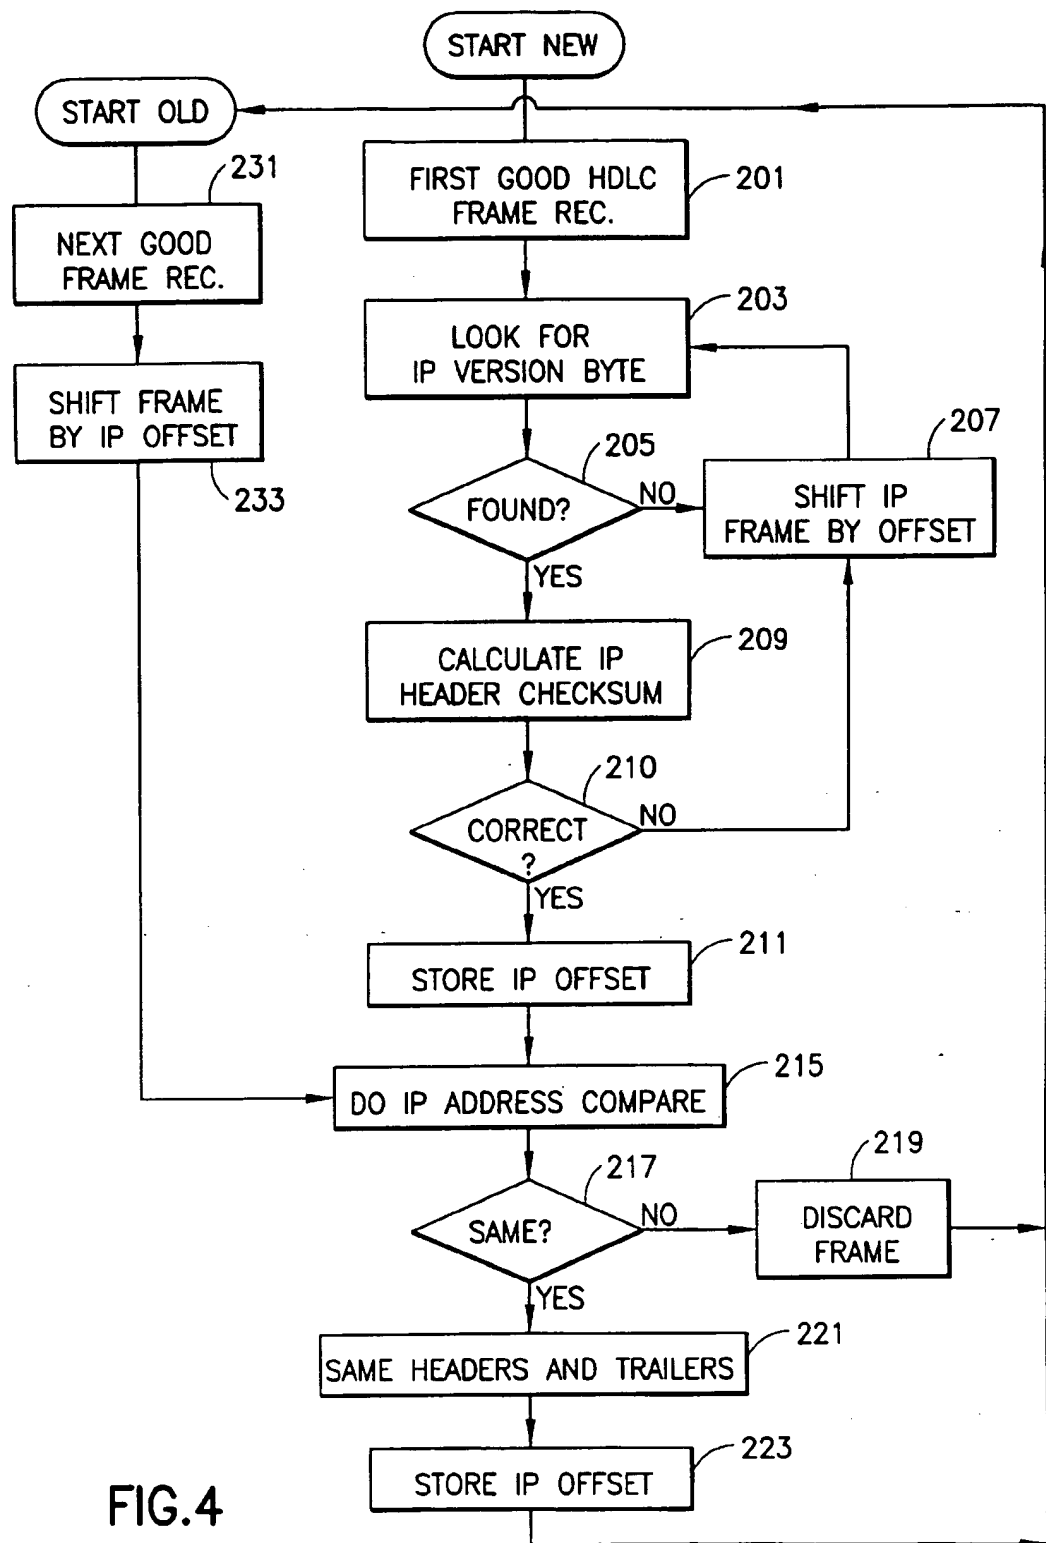 START NEW
START OLD
231
NEXT GOOD
FRAME REC.
SHIFT FRAME
BY IP OFFSET
233
FIRST GOOD HDLC
FRAME REC.
201
203
LOOK FOR
IP VERSION BYTE
205
FOUND?
NO
YES
207
SHIFT IP
FRAME BY OFFSET
CALCULATE IP
HEADER CHECKSUM
209
210
CORRECT
?
NO
YES
211
STORE IP OFFSET
215
DO IP ADDRESS COMPARE
217
SAME?
NO
YES
219
DISCARD
FRAME
221
SAME HEADERS AND TRAILERS
223
STORE IP OFFSET
FIG.4